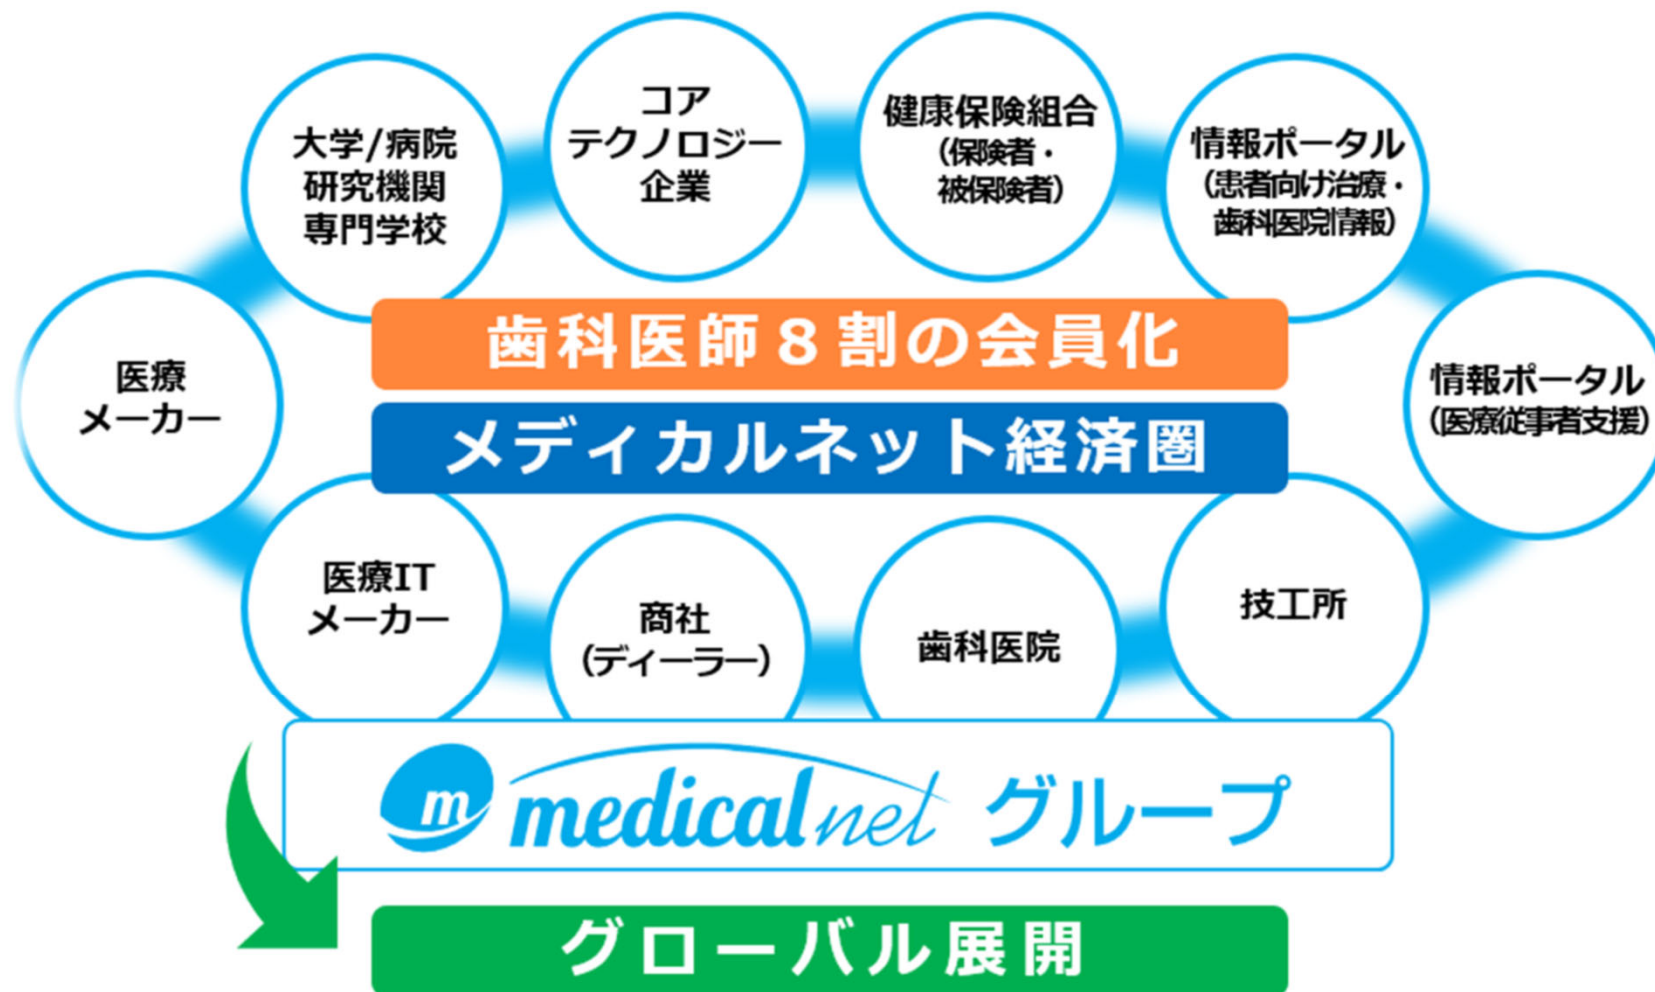 コア
テクノロジー
企業
健康保険組合
（保険者・
被保険者）
大学/病院
研究機関
専門学校
情報ポータル
（患者向け治療・
歯科医院情報）
歯科医師８割の会員化
医療
メーカー
情報ポータル
（医療従事者支援）
メディカルネット経済圏
医療IT
メーカー
商社
（ディーラー）
歯科医院
技工所
m medicalnet グループ
グローバル展開